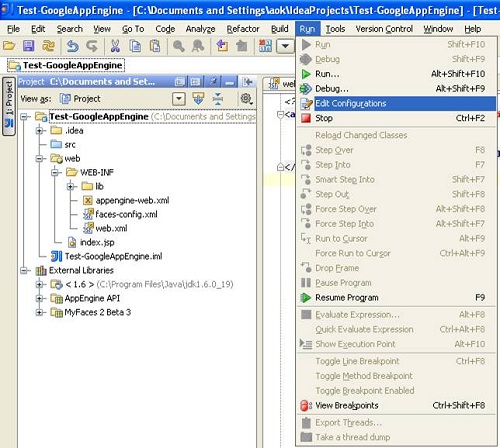 Test-GoogleAppEngine - [C:\Documents and Settings\aok\IdeaProjects\Test-GoogleAppEngine] - [Test-
File Edit Search View Go To Code Analyze Refactor Build Run Tools Version Control Window Help
Test-GoogleAppEngine
1: Project
Project C:\Documents and Set...
View as: Project
Test-GoogleAppEngine (C:\Documents and Settings
.idea
src
web
WEB-INF
lib
appengine-web.xml
faces-config.xml
web.xml
index.jsp
Test-GoogleAppEngine.iml
External Libraries
< 1.6 > (C:\Program Files\Java\jdk1.6.0_19)
AppEngine API
MyFaces 2 Beta 3
web
<?
<a
</
Run Shift+F10
Debug Shift+F9
Run... Alt+Shift+F10
Debug... Alt+Shift+F9
Edit Configurations
Stop Ctrl+F2
Reload Changed Classes
Step Over F8
Step Into F7
Smart Step Into Shift+F7
Step Out Shift+F8
Force Step Over Alt+Shift+F8
Force Step Into Alt+Shift+F7
Run to Cursor Alt+F9
Force Run to Cursor Ctrl+Alt+F9
Drop Frame
Pause Program
Resume Program F9
Evaluate Expression... Alt+F8
Quick Evaluate Expression Ctrl+Alt+F8
Show Execution Point Alt+F10
Toggle Line Breakpoint Ctrl+F8
Toggle Method Breakpoint
Toggle Breakpoint Enabled
View Breakpoints Ctrl+Shift+F8
Export Threads...
Take a thread dump